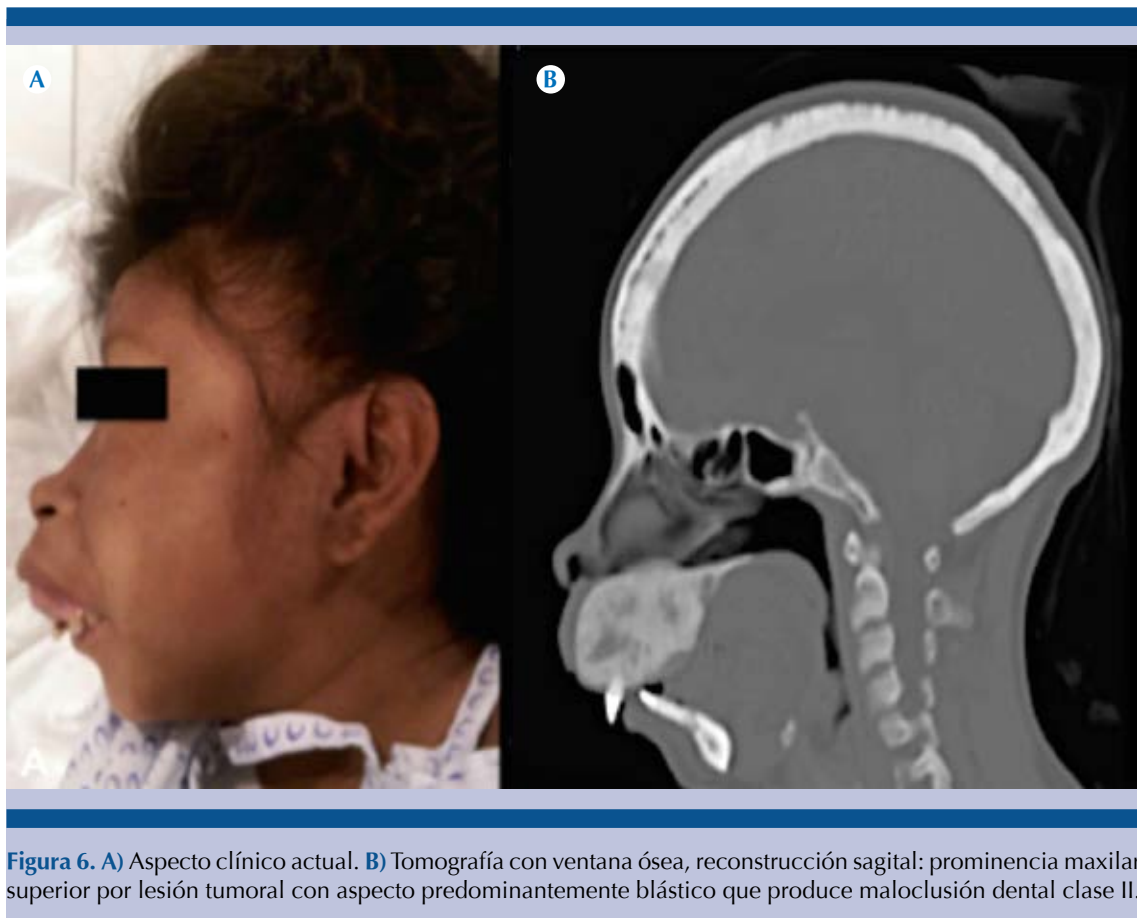 A
B
A
Figura 6. A) Aspecto clínico actual. B) Tomografía con ventana ósea, reconstrucción sagital: prominencia maxilar
superior por lesión tumoral con aspecto predominantemente blástico que produce maloclusión dental clase II.